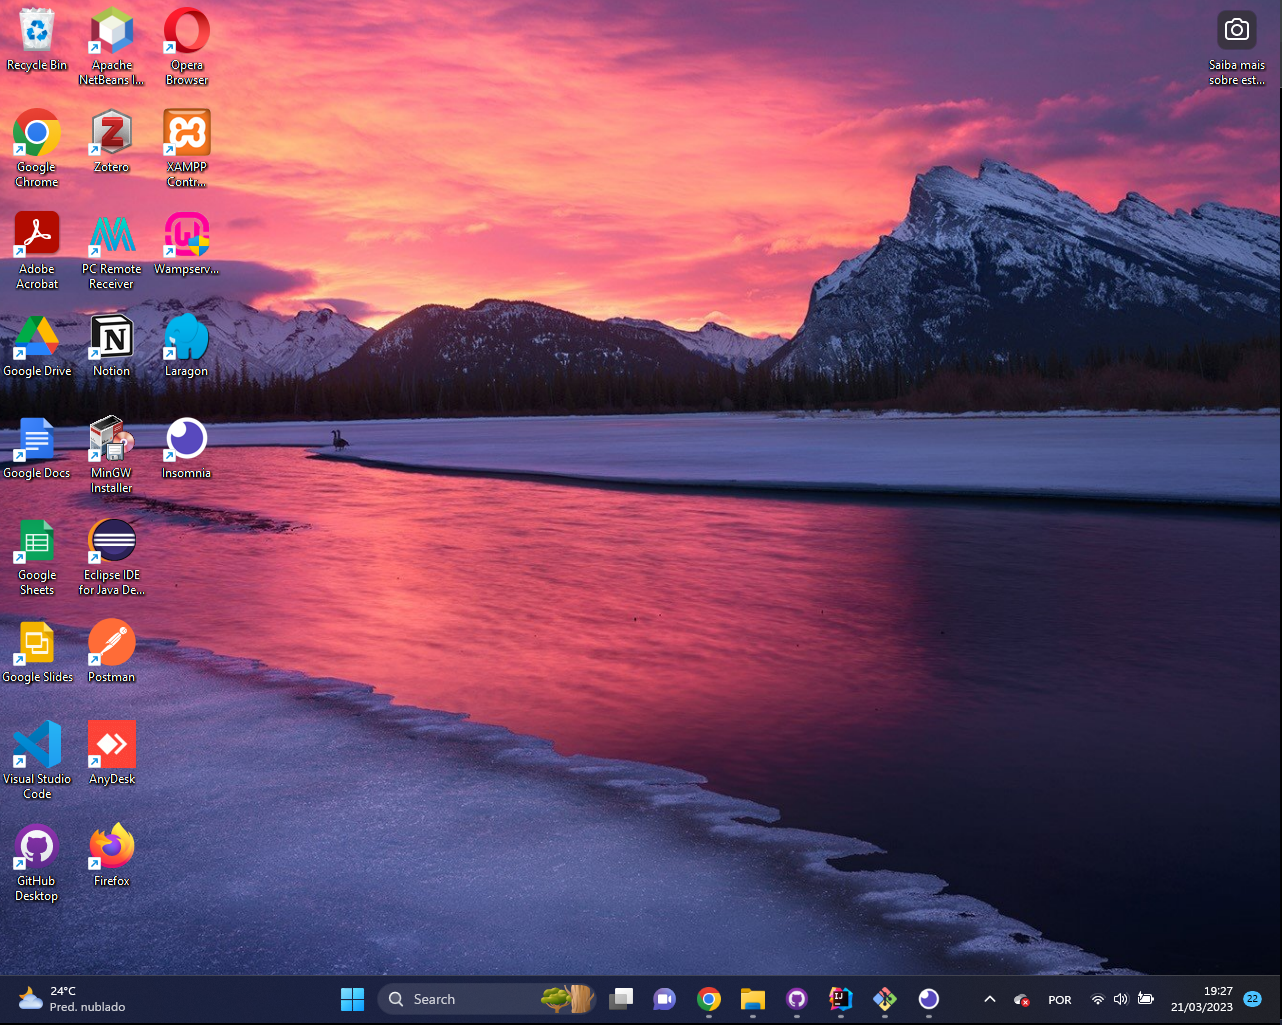 Recycle Bin
Apache
NetBeans I...
Opera
Browser
Saiba mais
sobre est...
Google
Chrome
Zotero
XAMPP
Contr...
Adobe
Acrobat
PC Remote
Receiver
Wampserv...
Google Drive
Notion
Laragon
Google Docs
MinGW
Installer
Insomnia
Google
Sheets
Eclipse IDE
for Java De...
Google Slides
Postman
Visual Studio
Code
AnyDesk
GitHub
Desktop
Firefox
24°C
Pred. nublado
Search
POR
19:27
21/03/2023
22